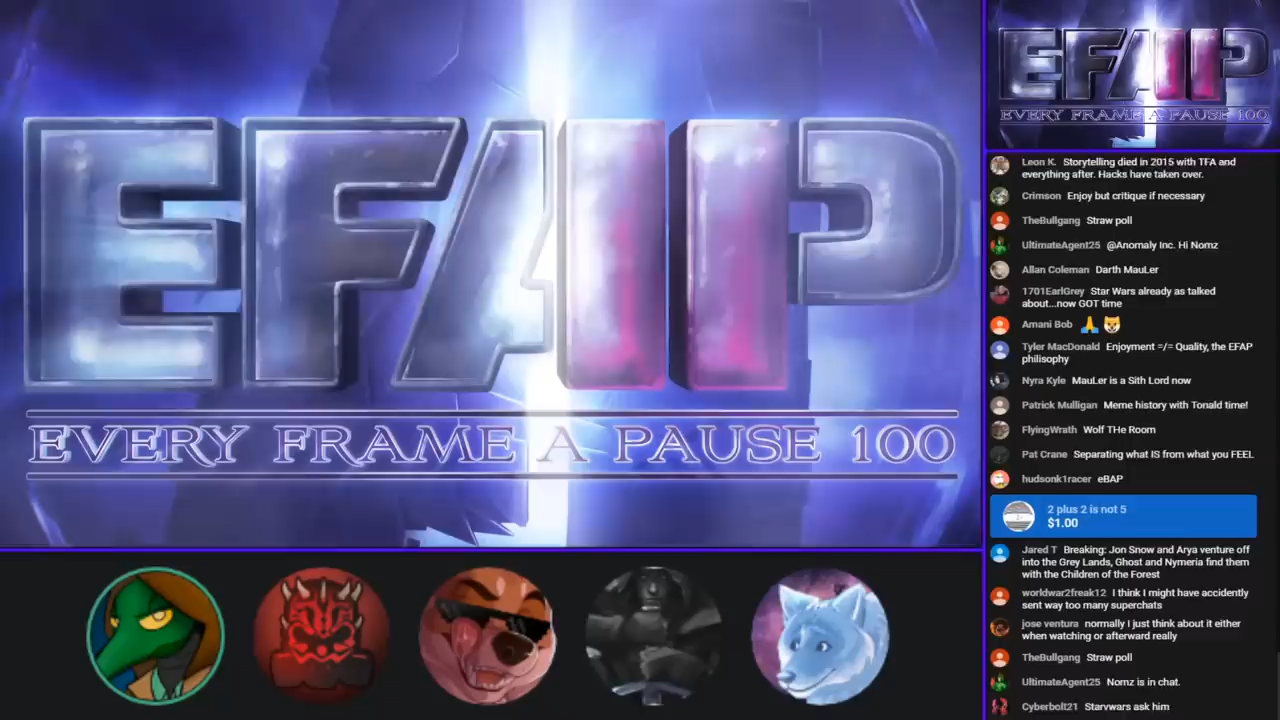 EFAP
EVERY FRAME A PAUSE 100
EFAP
EVERY FRAME A PAUSE 100
Leon K. Storytelling died in 2015 with TFA and
everything after. Hacks have taken over.
Crimson Enjoy but critique if necessary
TheBullgang Straw poll
UltimateAgent25 @Anomaly Inc. Hi Nomz
Allan Coleman Darth MauLer
1701EarlGrey Star Wars already as talked
about...now GOT time
Amani Bob 🙏 🐯
Tyler MacDonald Enjoyment =/= Quality, the EFAP
philisophy
Nyra Kyle MauLer is a Sith Lord now
Patrick Mulligan Meme history with Tonald time!
FlyingWrath Wolf THe Room
Pat Crane Separating what IS from what you FEEL
hudsonk1racer eBAP
2 plus 2 is not 5
$1.00
Jared T Breaking: Jon Snow and Arya venture off
into the Grey Lands, Ghost and Nymeria find them
with the Children of the Forest
worldwar2freak12 I think I might have accidently
sent way too many superchats
jose ventura normally I just think about it either
when watching or afterward really
TheBullgang Straw poll
UltimateAgent25 Nomz is in chat.
Cyberbolt21 Starvwars ask him